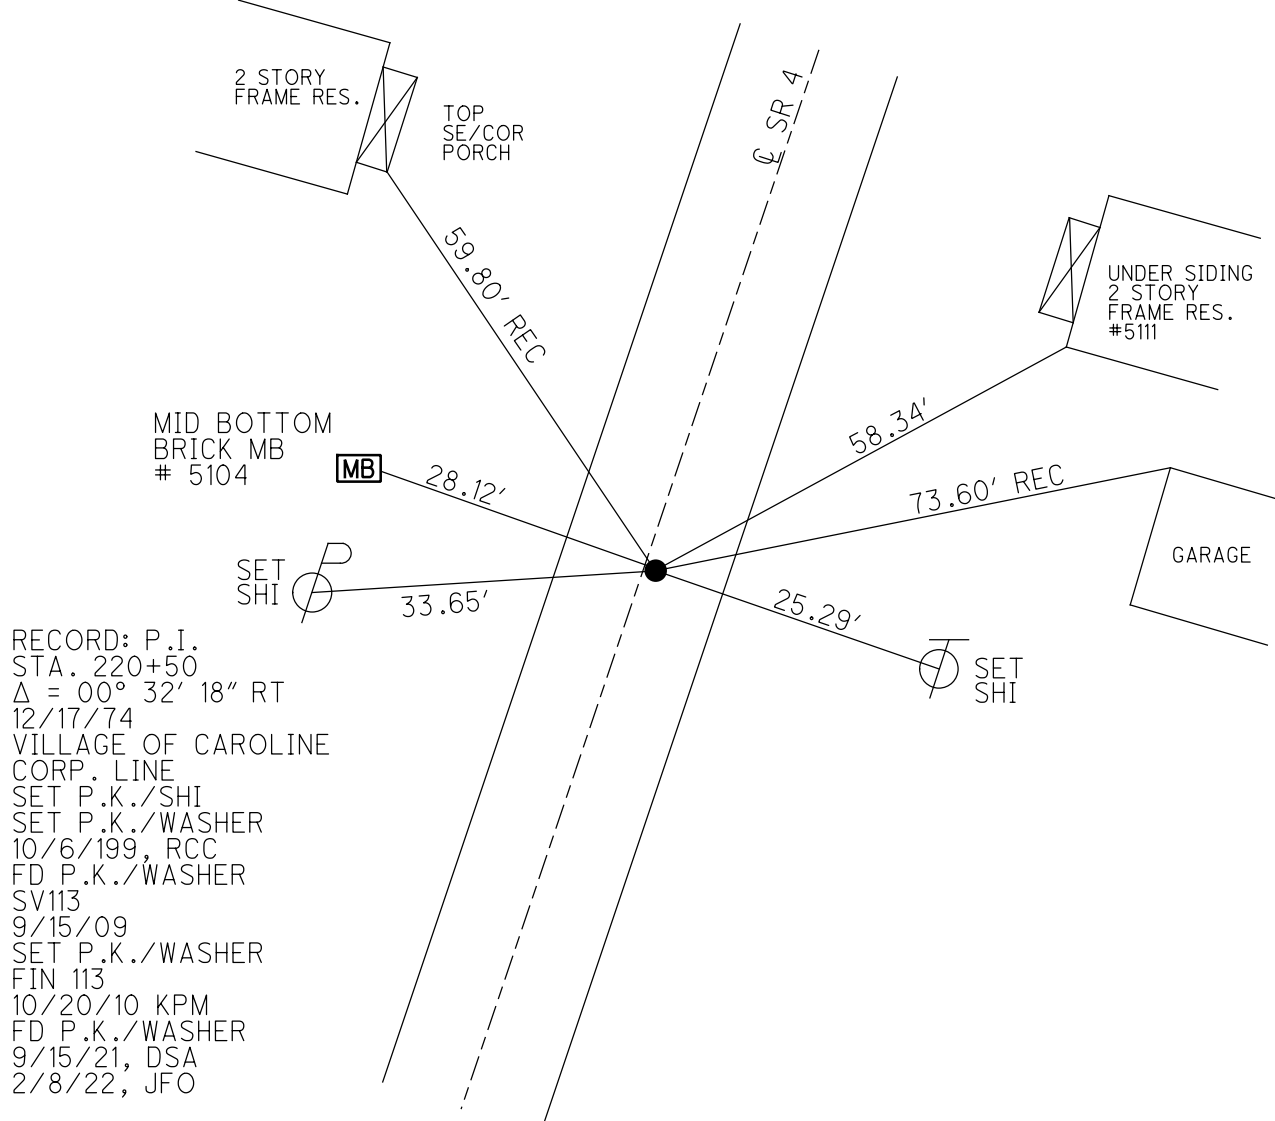 2 STORY
FRAME RES.
TOP
SE/COR
PORCH
℄ SR 4
59.80' REC
UNDER SIDING
2 STORY
FRAME RES.
#5111
58.34'
MID BOTTOM
BRICK MB
# 5104
MB
28.12'
73.60' REC
GARAGE
SET
SHI
33.65'
25.29'
SET
SHI
RECORD: P.I.
STA. 220+50
Δ = 00° 32' 18" RT
12/17/74
VILLAGE OF CAROLINE
CORP. LINE
SET P.K./SHI
SET P.K./WASHER
10/6/199, RCC
FD P.K./WASHER
SV113
9/15/09
SET P.K./WASHER
FIN 113
10/20/10 KPM
FD P.K./WASHER
9/15/21, DSA
2/8/22, JFO